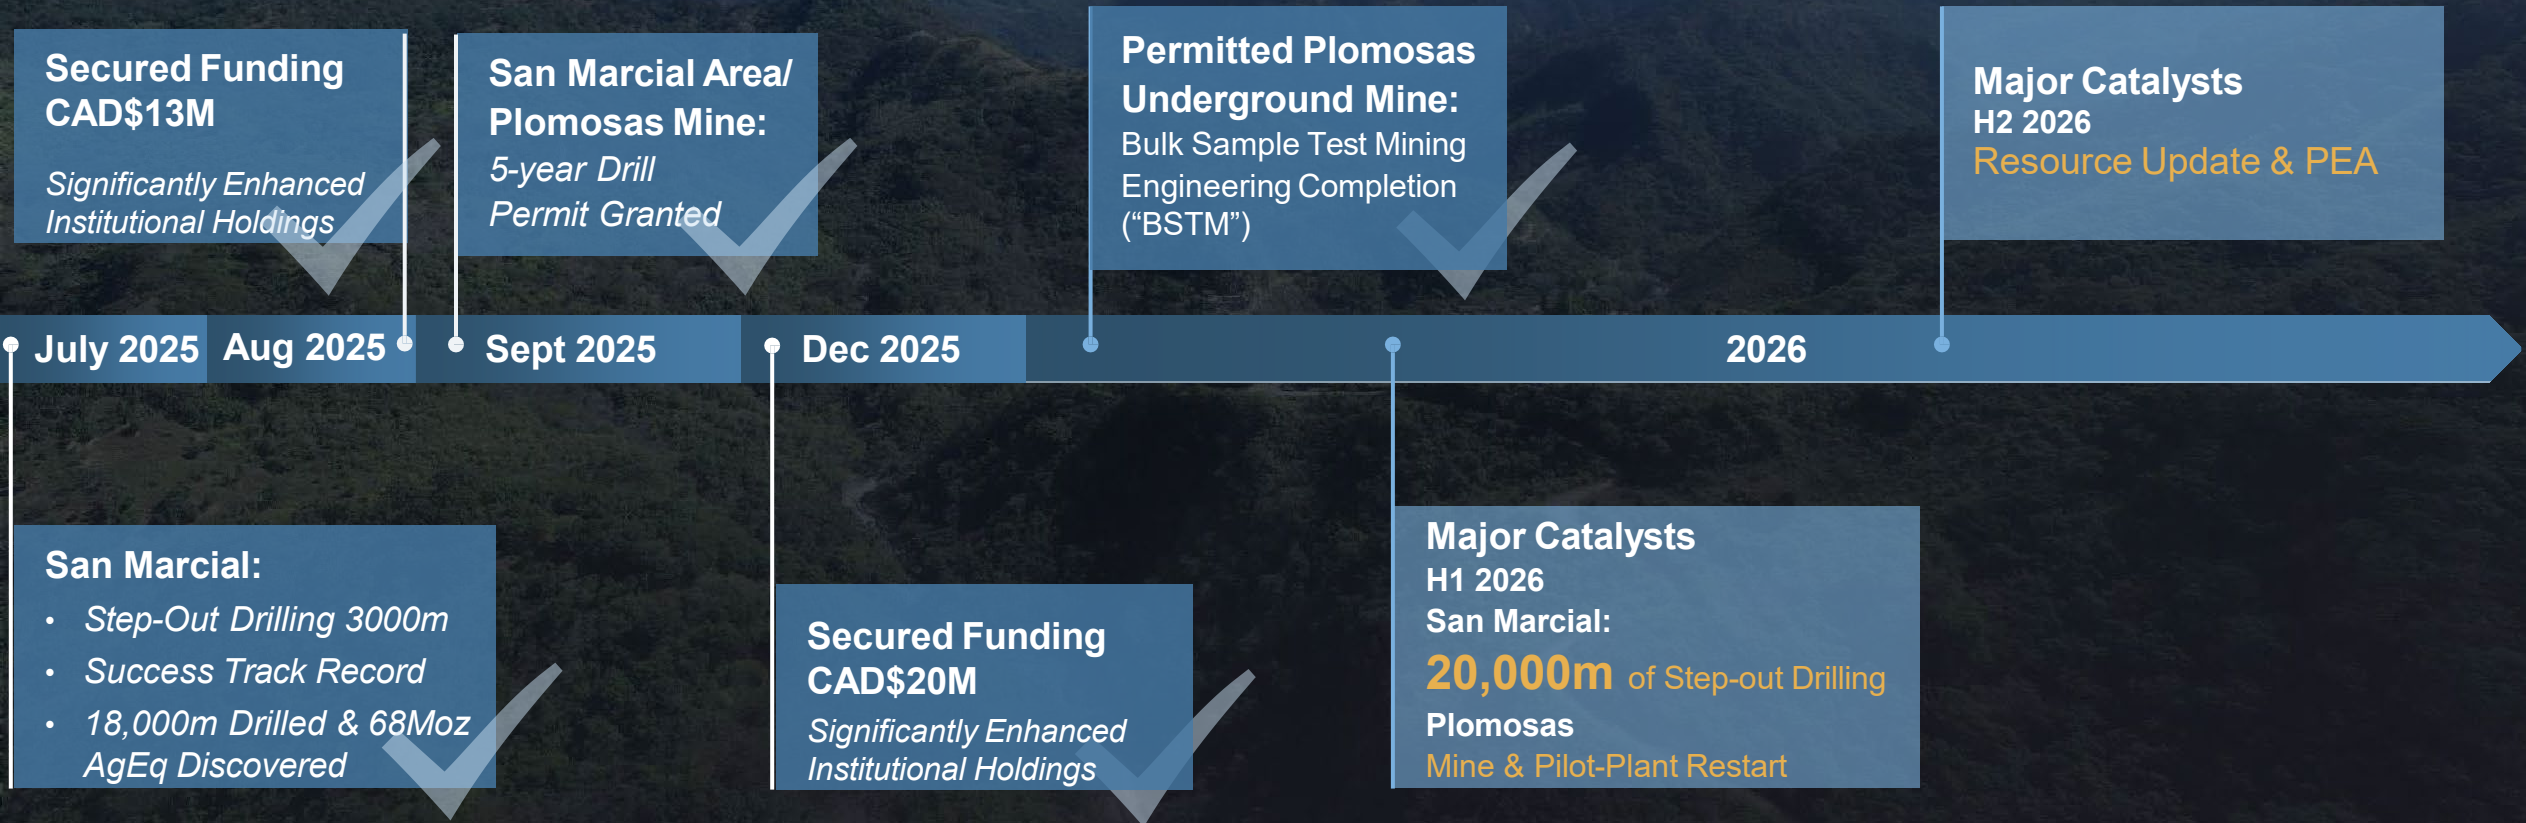 Secured Funding
CAD$13M
Significantly Enhanced
Institutional Holdings
San Marcial Area/
Plomosas Mine:
5-year Drill
Permit Granted
Permitted Plomosas
Underground Mine:
Bulk Sample Test Mining
Engineering Completion
(“BSTM”)
Major Catalysts
H2 2026
Resource Update & PEA
July 2025
Aug 2025
Sept 2025
Dec 2025
2026
San Marcial:
• Step-Out Drilling 3000m
• Success Track Record
• 18,000m Drilled & 68Moz
AgEq Discovered
Secured Funding
CAD$20M
Significantly Enhanced
Institutional Holdings
Major Catalysts
H1 2026
San Marcial:
20,000m of Step-out Drilling
Plomosas
Mine & Pilot-Plant Restart